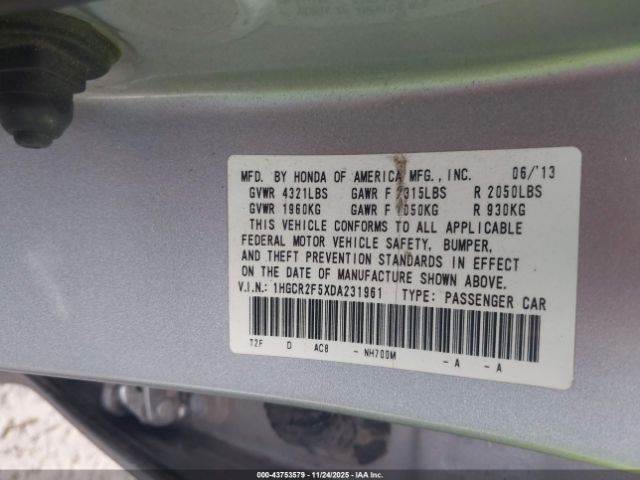 MFD. BY HONDA OF AMERICA MFG., INC. 06/'13
GVWR 4321LBS GAWR F 2315LBS R 2050LBS
GVWR 1960KG GAWR F 1050KG R 930KG
THIS VEHICLE CONFORMS TO ALL APPLICABLE
FEDERAL MOTOR VEHICLE SAFETY, BUMPER,
AND THEFT PREVENTION STANDARDS IN EFFECT
ON THE DATE OF MANUFACTURE SHOWN ABOVE.
V.I.N.: 1HGCR2F5XDA231961 TYPE: PASSENGER CAR
T2F D AC8 - NH700M - A - A
000-43753579 - 11/24/2025 - IAA Inc.